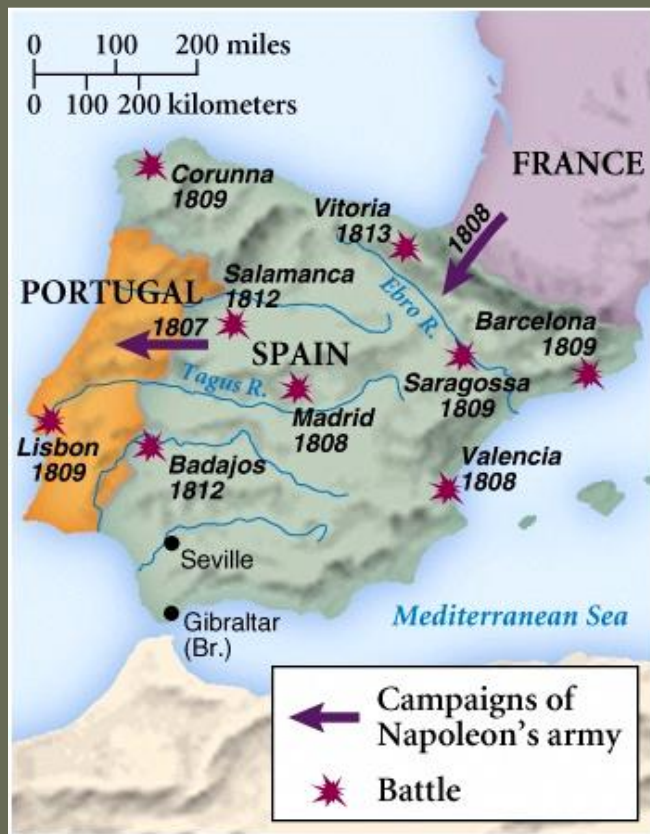 0 100 200 miles
0 100 200 kilometers
FRANCE
Corunna
1809
Vitoria
1813
1808
PORTUGAL
Salamanca
1812
Ebro R.
1807
Barcelona
1809
SPAIN
Tagus R.
Saragossa
1809
Madrid
1808
Lisbon
1809
Badajos
1812
Valencia
1808
Seville
Gibraltar
(Br.)
Mediterranean Sea
Campaigns of
Napoleon's army
Battle